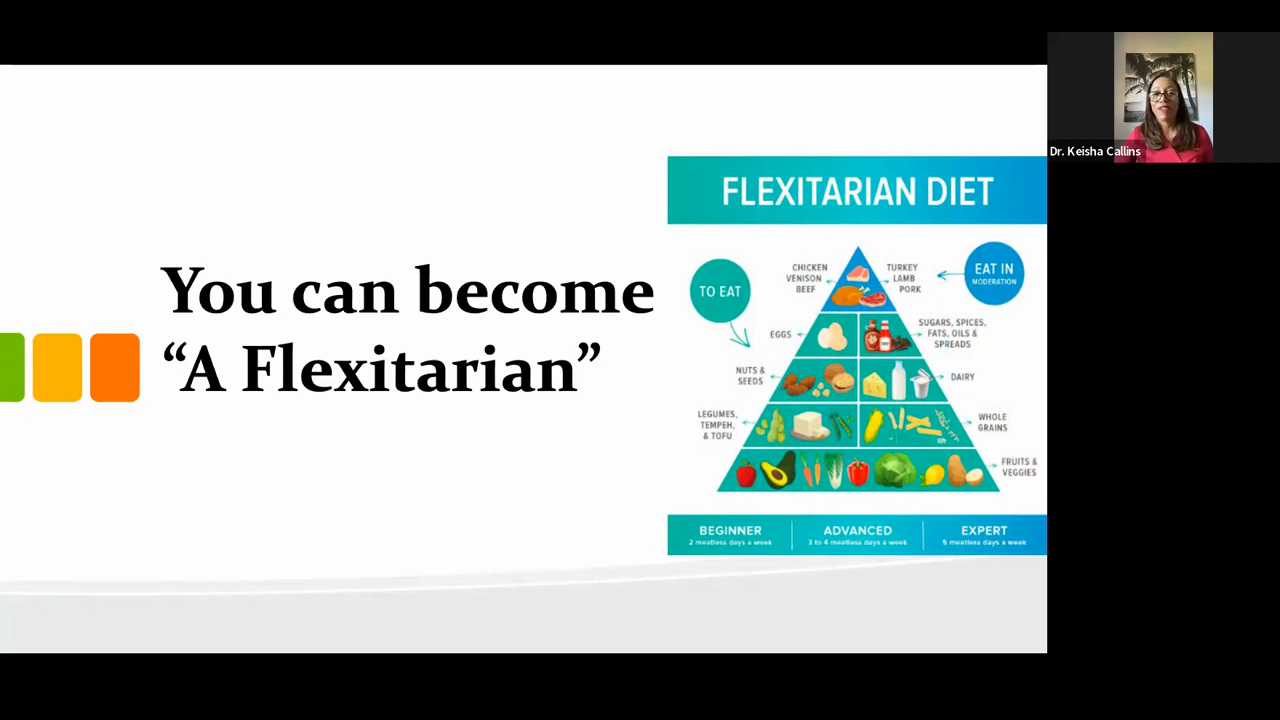 You can become
“A Flexitarian”
FLEXITARIAN DIET
TO EAT
EAT IN
MODERATION
CHICKEN
VENISON
BEEF
TURKEY
LAMB
PORK
EGGS
SUGARS, SPICES,
FATS, OILS &
SPREADS
NUTS &
SEEDS
DAIRY
LEGUMES,
TEMPEH,
& TOFU
WHOLE
GRAINS
FRUITS &
VEGGIES
BEGINNER
2 meatless days a week
ADVANCED
3 to 4 meatless days a week
EXPERT
5 meatless days a week
Dr. Keisha Callins